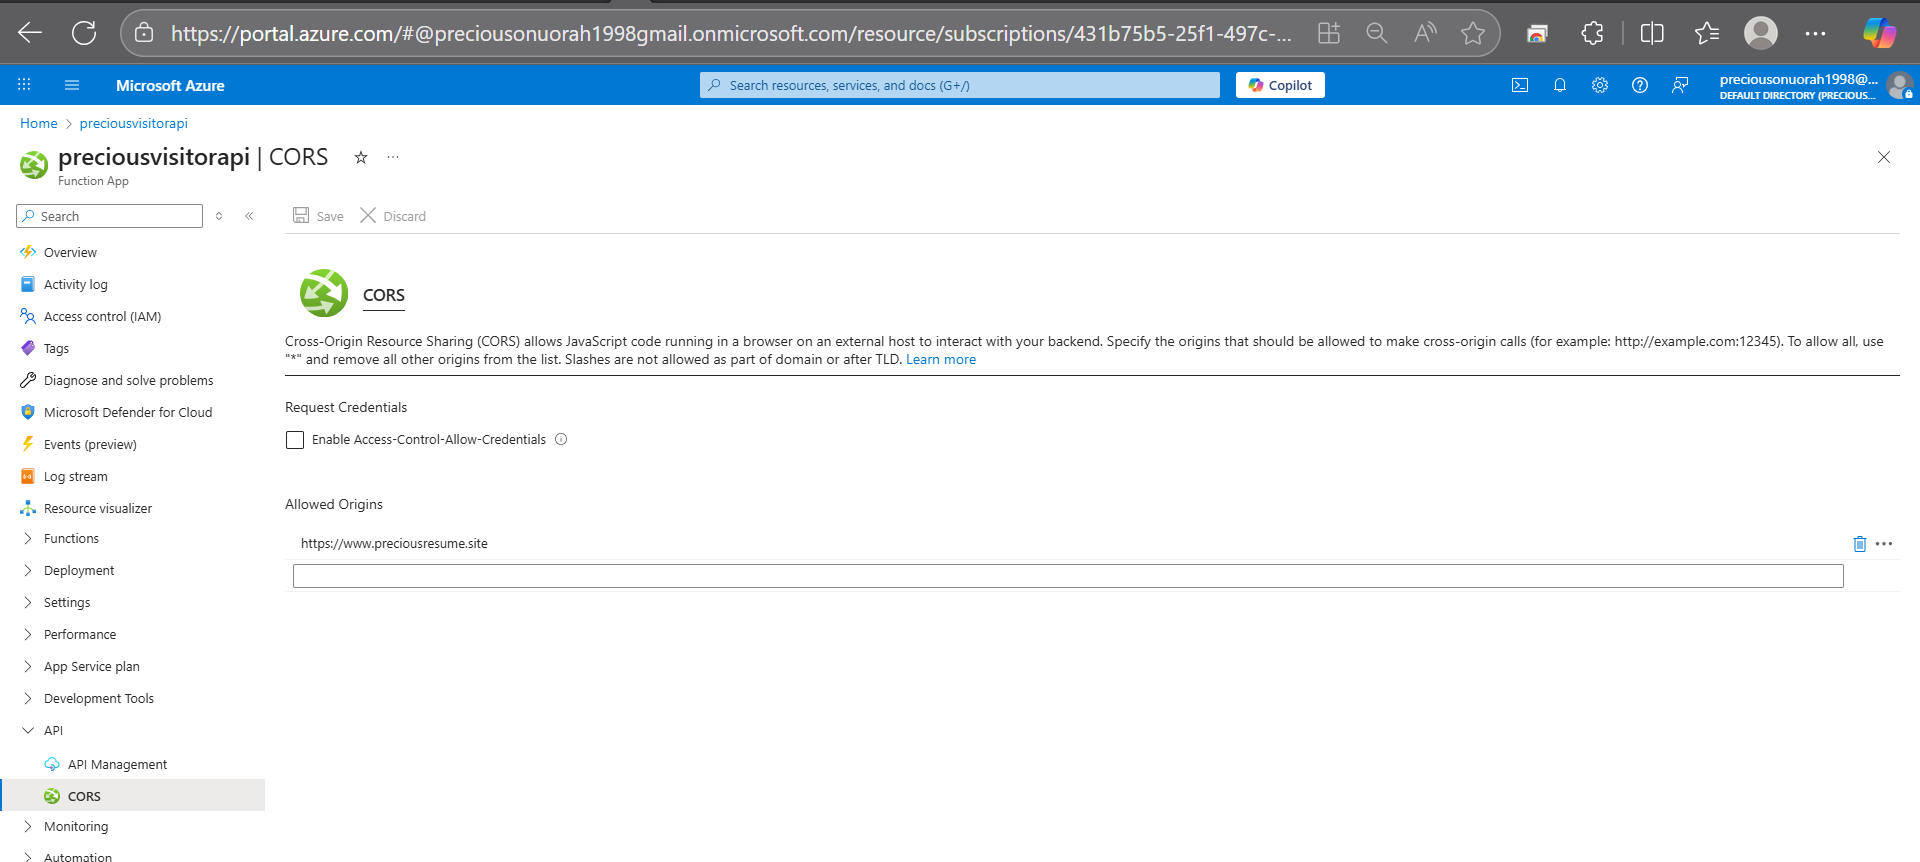 https://portal.azure.com/#@preciousonuorah1998gmail.onmicrosoft.com/resource/subscriptions/431b75b5-25f1-497c-...
Microsoft Azure
Search resources, services, and docs (G+/)
Copilot
preciousonuorah1998@...
DEFAULT DIRECTORY (PRECIOUS...
Home > preciousvisitorapi
preciousvisitorapi | CORS
Function App
Search
Save
Discard
Overview
Activity log
Access control (IAM)
Tags
Diagnose and solve problems
Microsoft Defender for Cloud
Events (preview)
Log stream
Resource visualizer
Functions
Deployment
Settings
Performance
App Service plan
Development Tools
API
API Management
CORS
Monitoring
Automation
CORS
Cross-Origin Resource Sharing (CORS) allows JavaScript code running in a browser on an external host to interact with your backend. Specify the origins that should be allowed to make cross-origin calls (for example: http://example.com:12345). To allow all, use
"*" and remove all other origins from the list. Slashes are not allowed as part of domain or after TLD. Learn more
Request Credentials
Enable Access-Control-Allow-Credentials
Allowed Origins
https://www.preciousresume.site